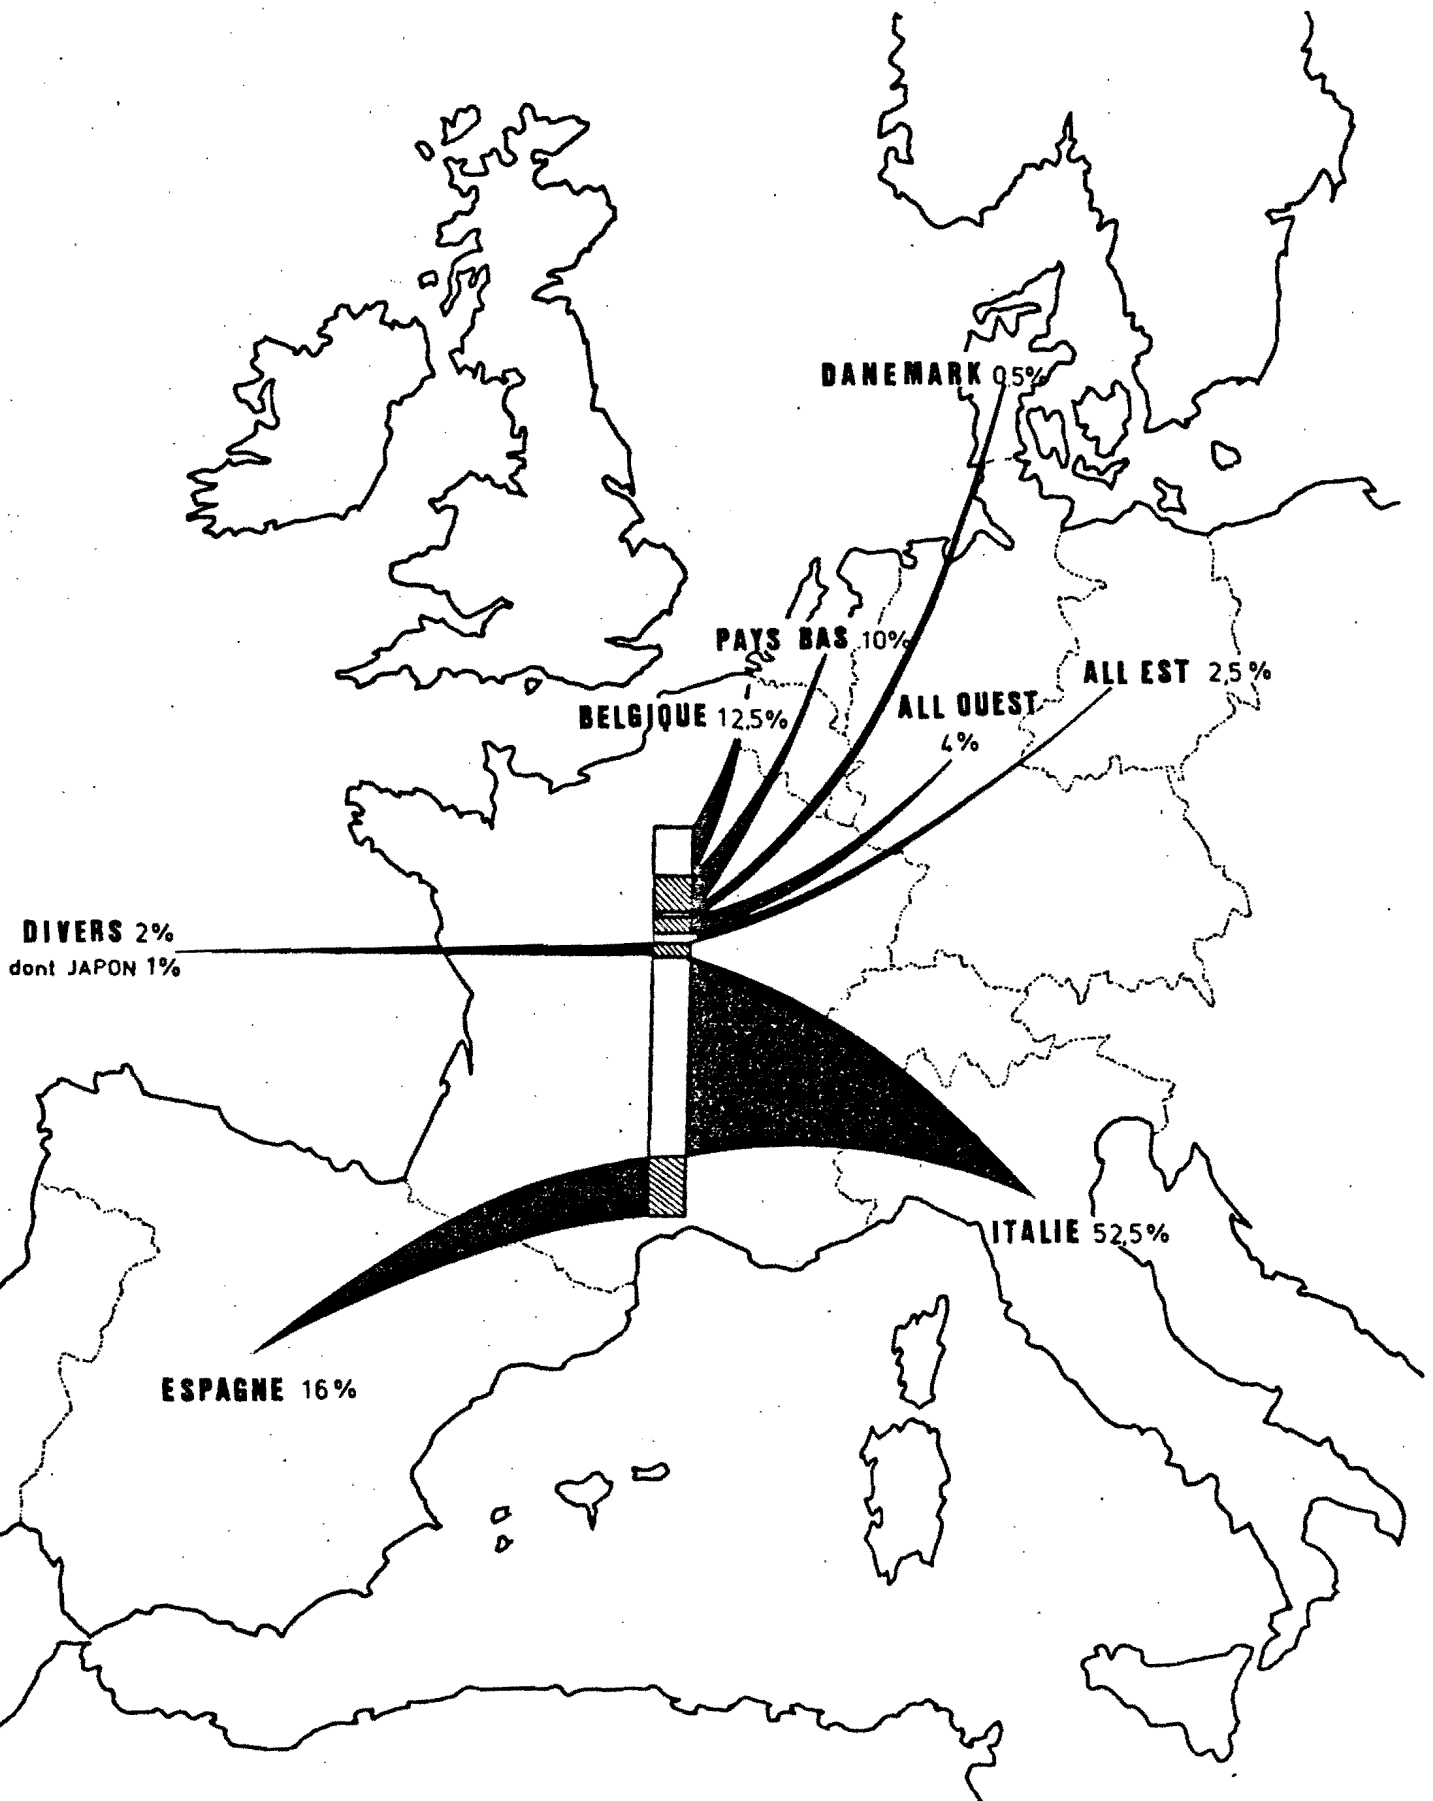 DANEMARK 0,5%
PAYS BAS 10%
ALL EST 2,5%
BELGIQUE 12,5%
ALL OUEST
4%
DIVERS 2%
dont JAPON 1%
ITALIE 52,5%
ESPAGNE 16%